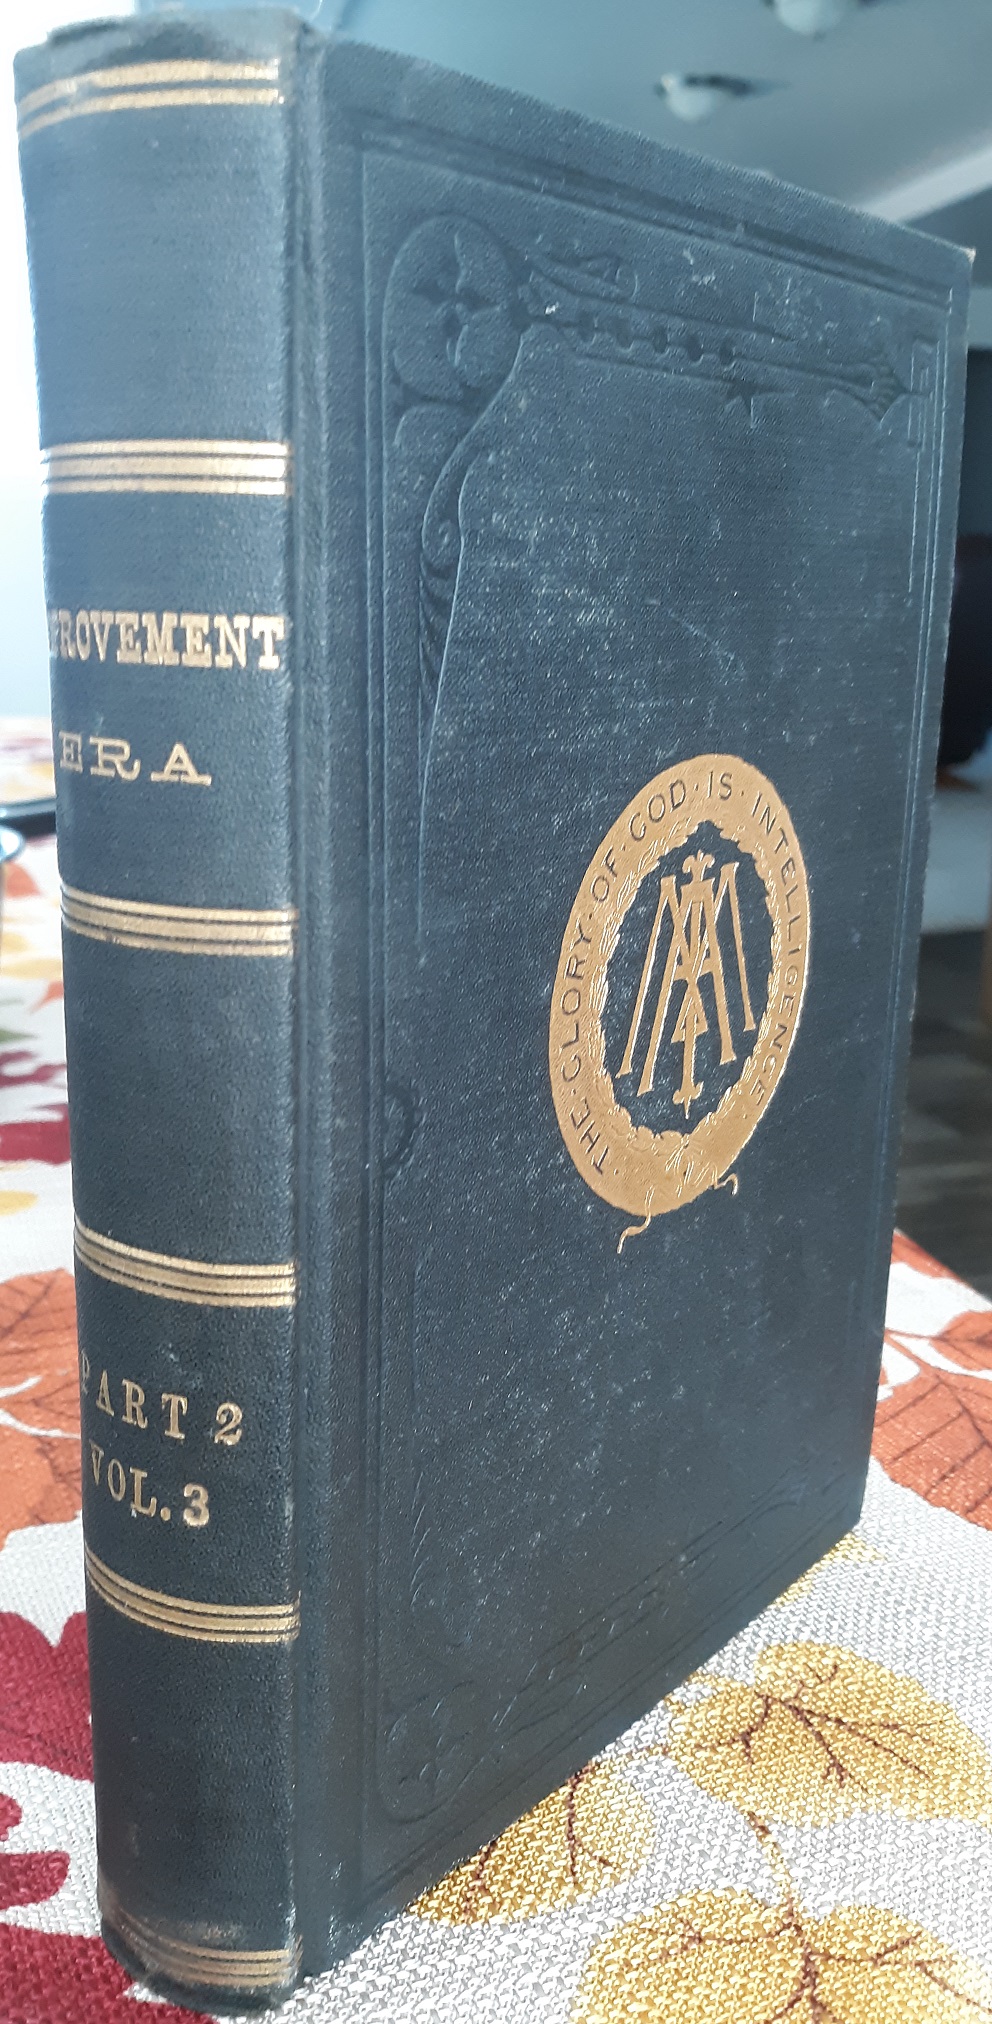 PROVEMENT
ERA
PART 2
VOL. 3
· THE · GLORY · OF · GOD · IS · INTELLIGENCE ·